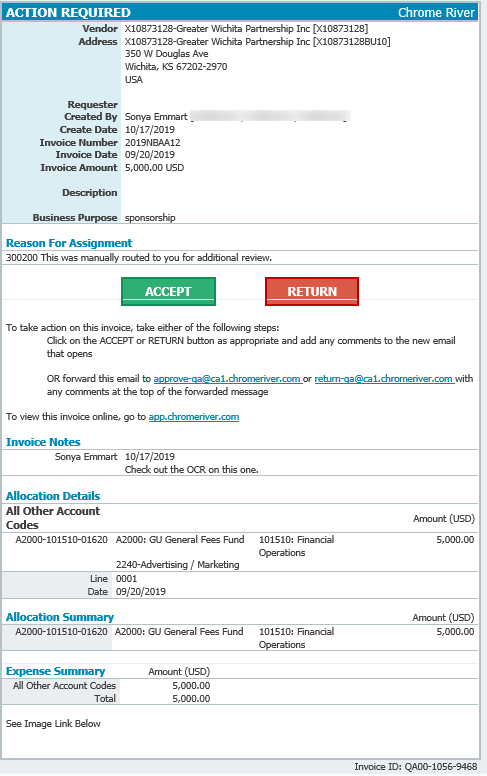 ACTION REQUIRED Chrome River
Vendor X10873128-Greater Wichita Partnership Inc [X10873128]
Address X10873128-Greater Wichita Partnership Inc [X10873128BU10]
350 W Douglas Ave
Wichita, KS 67202-2970
USA
Requester
Created By Sonya Emmart
Create Date 10/17/2019
Invoice Number 2019NBAA12
Invoice Date 09/20/2019
Invoice Amount 5,000.00 USD
Description
Business Purpose sponsorship
Reason For Assignment
300200 This was manually routed to you for additional review.
ACCEPT RETURN
To take action on this invoice, take either of the following steps:
Click on the ACCEPT or RETURN button as appropriate and add any comments to the new email
that opens
OR forward this email to approve-qa@ca1.chromeriver.com or return-qa@ca1.chromeriver.com with
any comments at the top of the forwarded message
To view this invoice online, go to app.chromeriver.com
Invoice Notes
Sonya Emmart 10/17/2019
Check out the OCR on this one.
Allocation Details
All Other Account
Codes Amount (USD)
A2000-101510-01620 A2000: GU General Fees Fund 101510: Financial 5,000.00
Operations
2240-Advertising / Marketing
Line 0001
Date 09/20/2019
Allocation Summary Amount (USD)
A2000-101510-01620 A2000: GU General Fees Fund 101510: Financial 5,000.00
Operations
Expense Summary Amount (USD)
All Other Account Codes 5,000.00
Total 5,000.00
See Image Link Below
Invoice ID: QA00-1056-9468